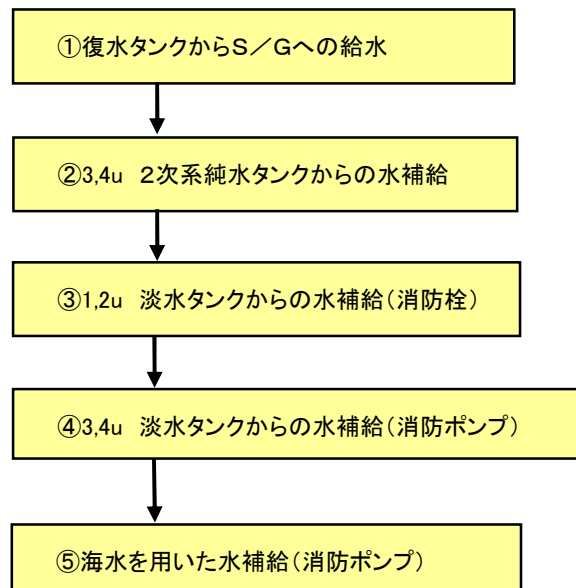 ①復水タンクからS／Gへの給水
②3,4u　２次系純水タンクからの水補給
③1,2u　淡水タンクからの水補給（消防栓）
④3,4u　淡水タンクからの水補給（消防ポンプ）
⑤海水を用いた水補給（消防ポンプ）